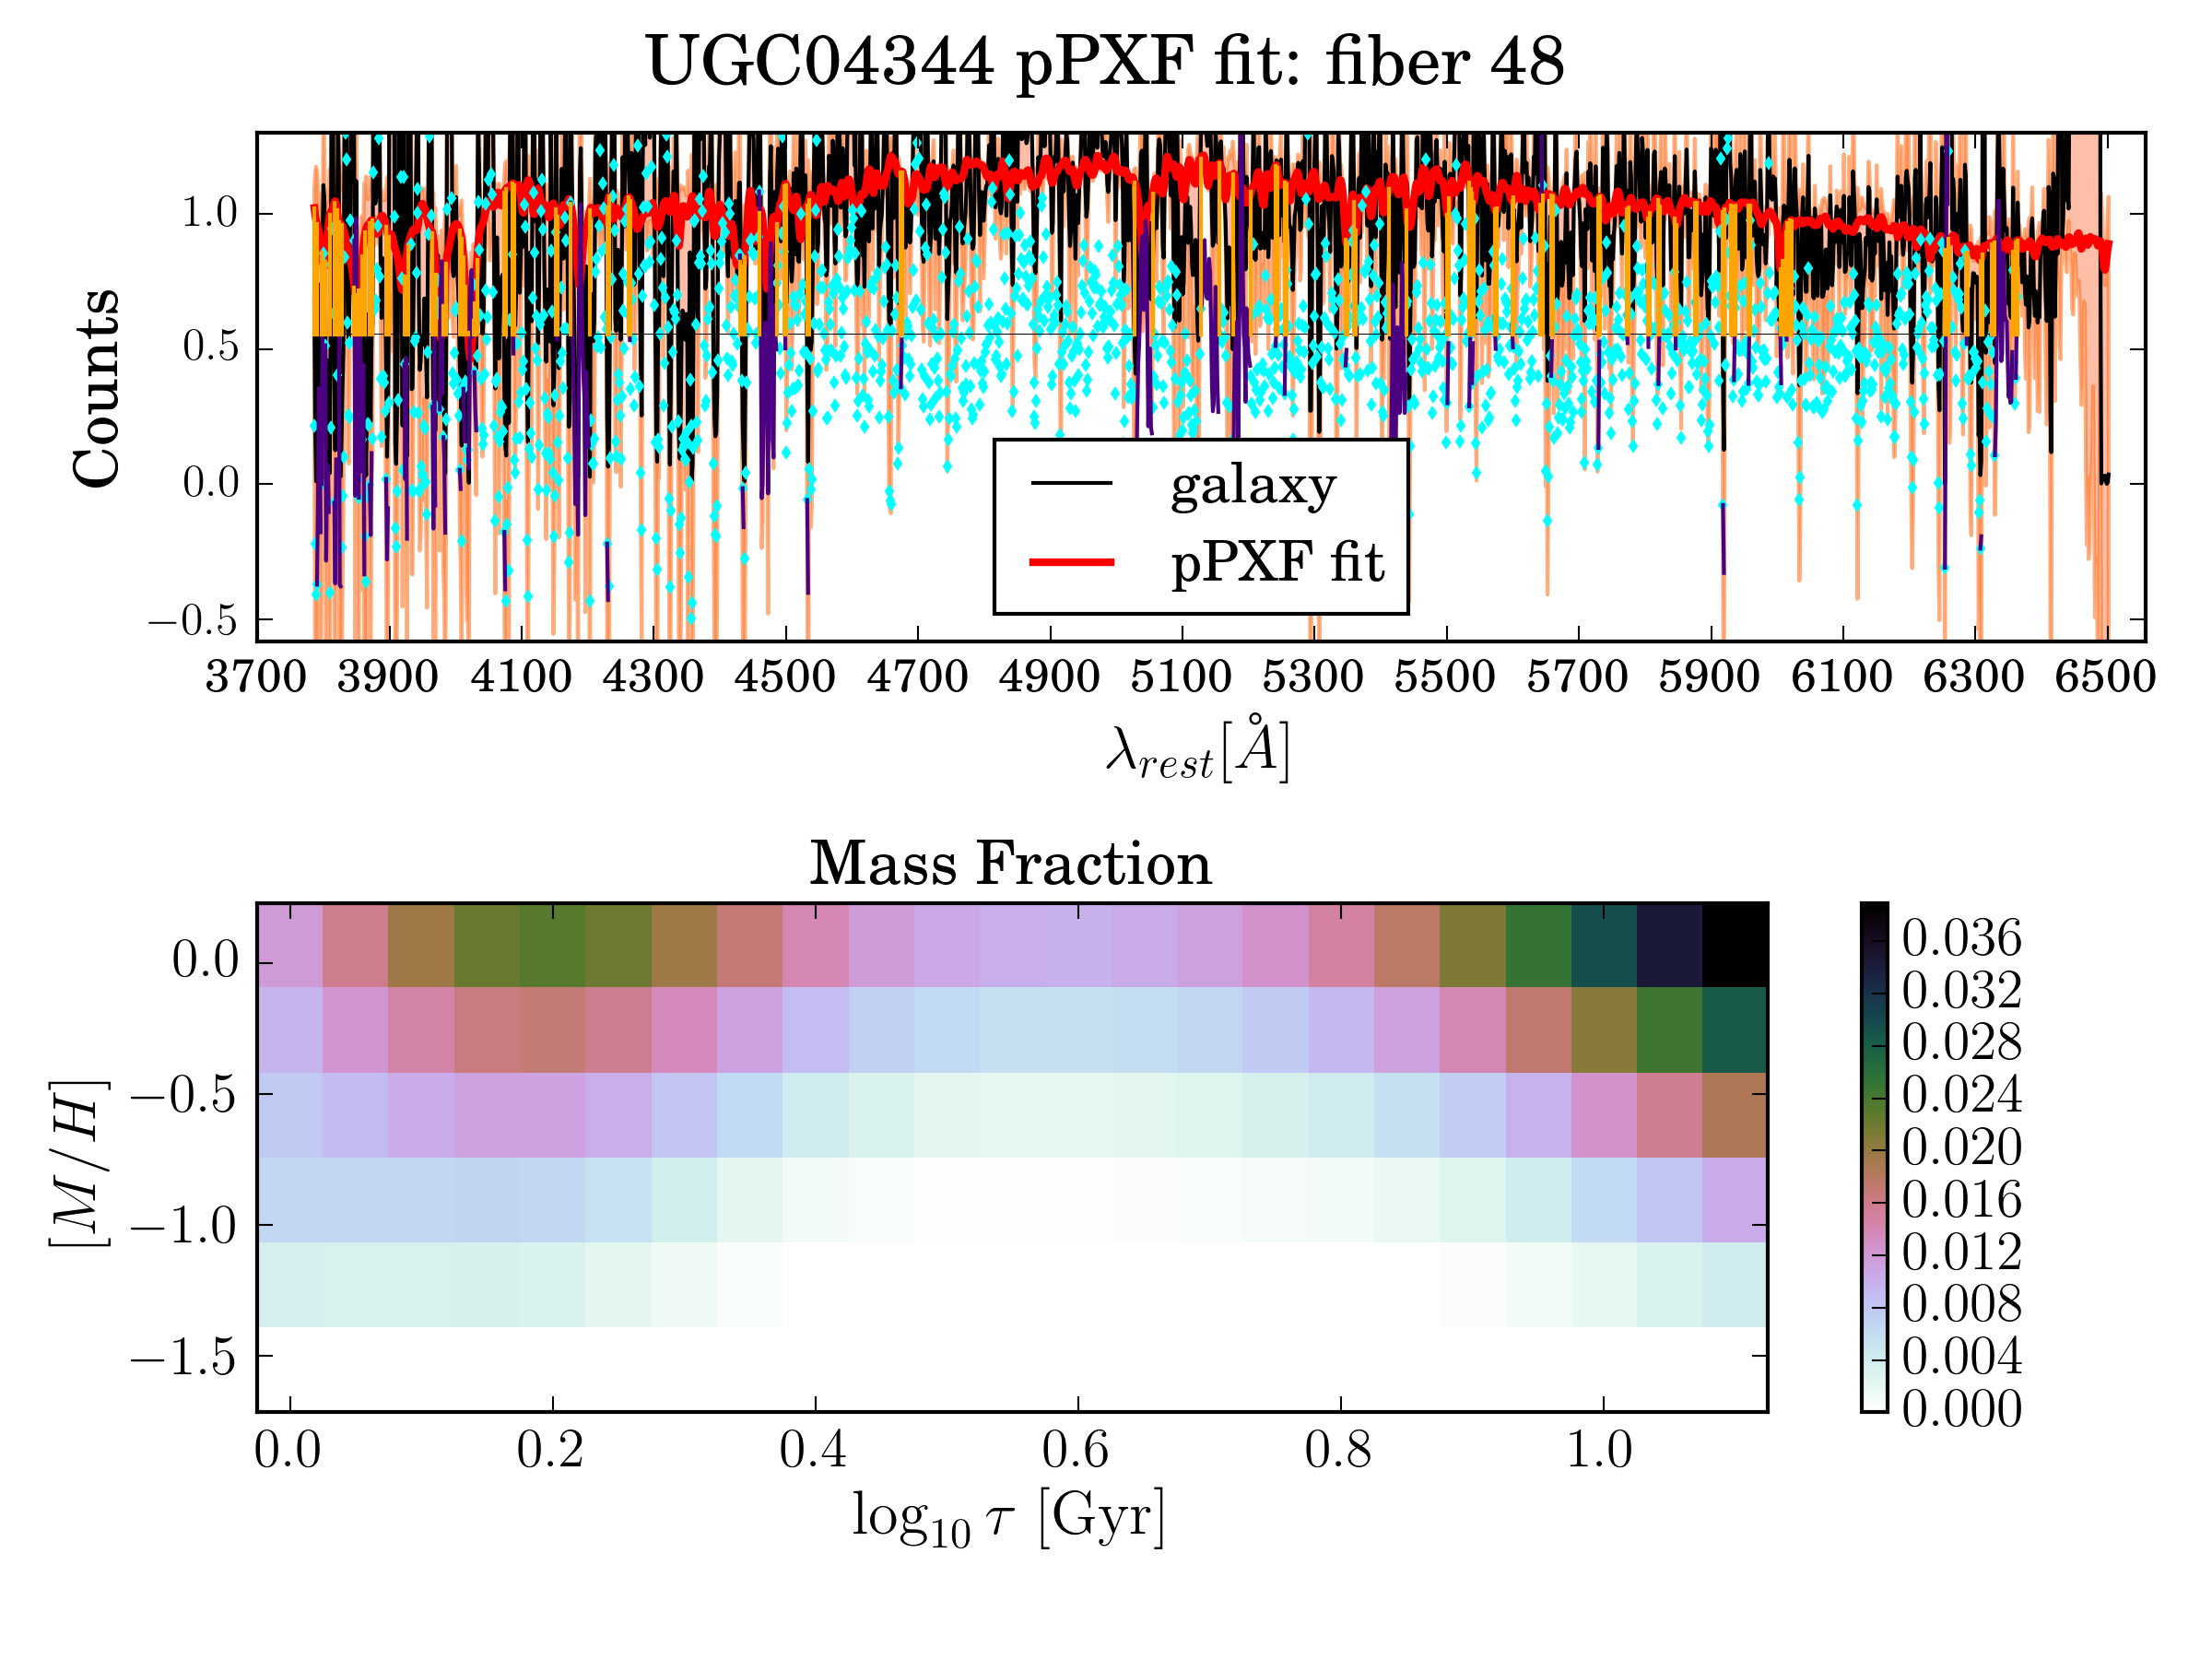 UGC04344 pPXF fit: fiber 48
Counts
1.0
0.5
0.0
−0.5
galaxy
pPXF fit
3700 3900 4100 4300 4500 4700 4900 5100 5300 5500 5700 5900 6100 6300 6500
λrest[Å]
Mass Fraction
[M/H]
0.0
−0.5
−1.0
−1.5
0.0 0.2 0.4 0.6 0.8 1.0
log10 τ [Gyr]
0.036
0.032
0.028
0.024
0.020
0.016
0.012
0.008
0.004
0.000